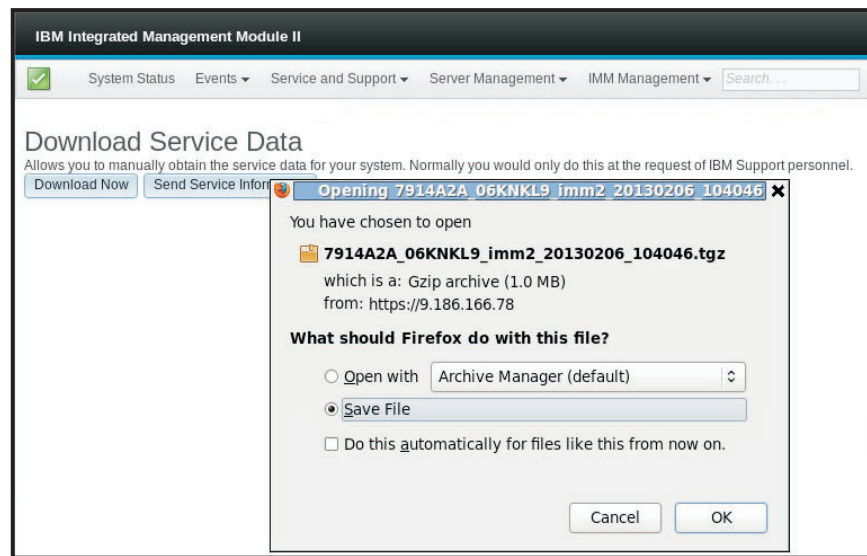 IBM Integrated Management Module II
System Status Events Service and Support Server Management IMM Management Search...
Download Service Data
Allows you to manually obtain the service data for your system. Normally you would only do this at the request of IBM Support personnel.
Download Now Send Service Infor
Opening 7914A2A_06KNKL9_imm2_20130206_104046
You have chosen to open
7914A2A_06KNKL9_imm2_20130206_104046.tgz
which is a: Gzip archive (1.0 MB)
from: https://9.186.166.78
What should Firefox do with this file?
Open with Archive Manager (default)
Save File
Do this automatically for files like this from now on.
Cancel OK